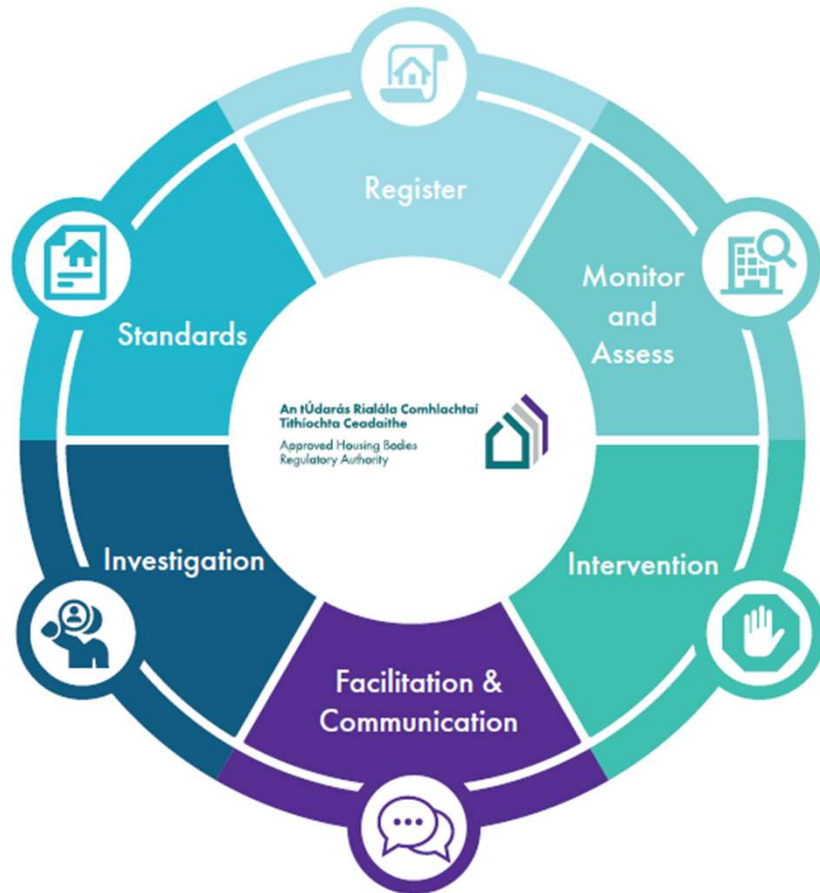 Register
Monitor
and
Assess
Standards
An tÚdarás Rialála Comhlachtaí
Tithíochta Ceadaithe
Approved Housing Bodies
Regulatory Authority
Investigation
Intervention
Facilitation &
Communication